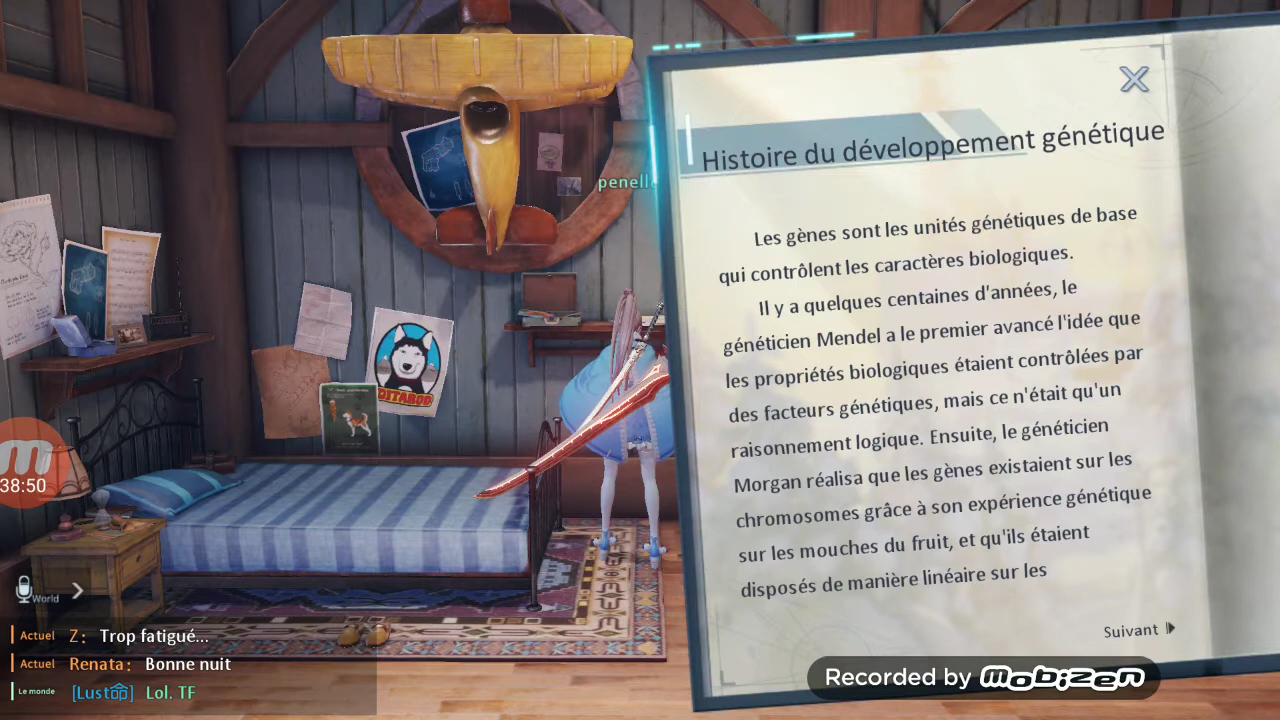 Histoire du développement génétique
Les gènes sont les unités génétiques de base
qui contrôlent les caractères biologiques.
Il y a quelques centaines d'années, le
généticien Mendel a le premier avancé l'idée que
les propriétés biologiques étaient contrôlées par
des facteurs génétiques, mais ce n'était qu'un
raisonnement logique. Ensuite, le généticien
Morgan réalisa que les gènes existaient sur les
chromosomes grâce à son expérience génétique
sur les mouches du fruit, et qu'ils étaient
disposés de manière linéaire sur les
Suivant
penell
38:50
World
Actuel Z: Trop fatigué...
Actuel Renata: Bonne nuit
Le monde [Lust命] Lol. TF
Recorded by mobizen